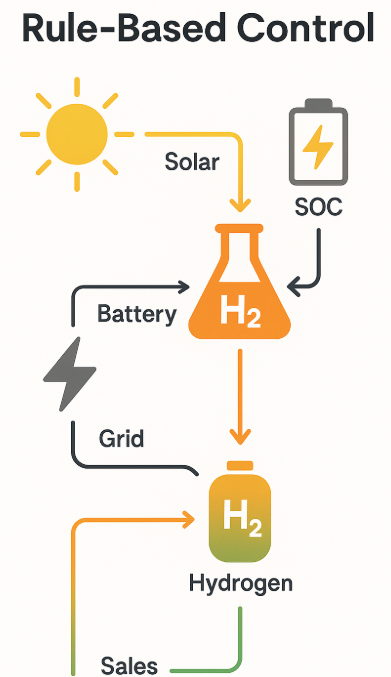 Rule-Based Control
Solar
SOC
H₂
Battery
Grid
H₂
Hydrogen
Sales